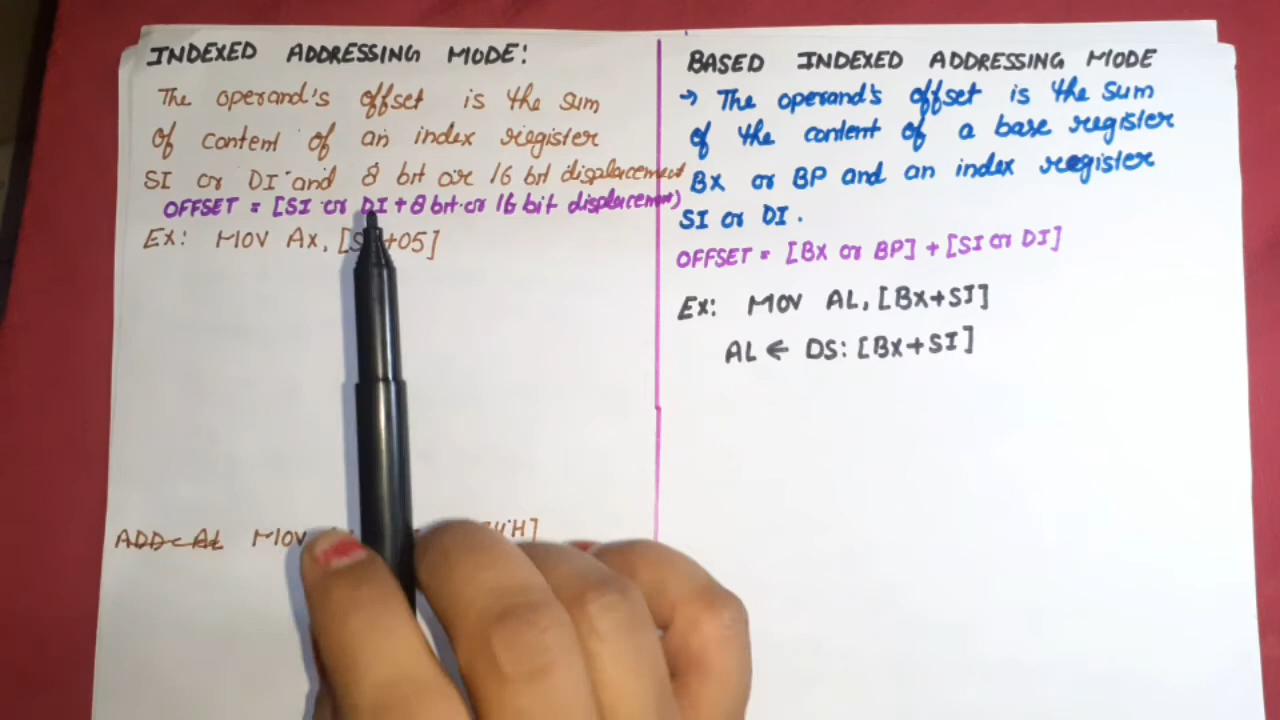 INDEXED ADDRESSING MODE:
The operand's offset is the sum
of content of an index register
SI or DI and 8 bit or 16 bit displacement
OFFSET = [SI or DI + 8 bit or 16 bit displacement)
Ex: MOV AX, [S +05]
ADD AL MOV H]
BASED INDEXED ADDRESSING MODE
→ The operand's offset is the sum
of the content of a base register
BX or BP and an index register
SI or DI.
OFFSET = [BX or BP] + [SI or DI]
Ex: MOV AL, [BX+SI]
AL ← DS: [BX+SI]